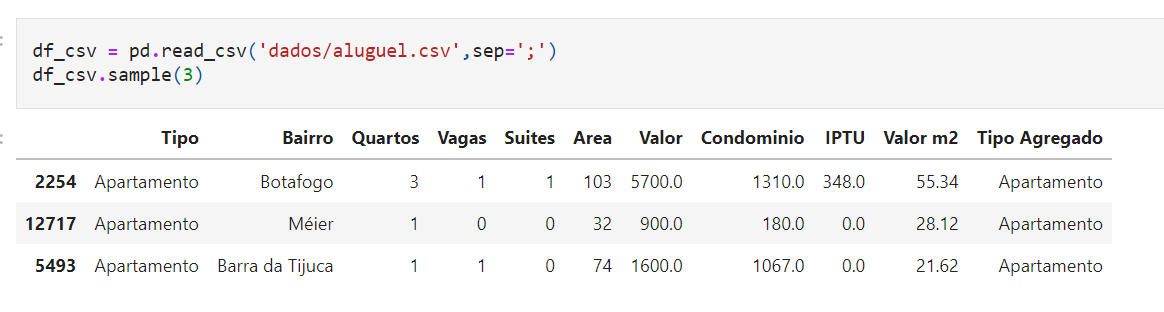 df_csv = pd.read_csv('dados/aluguel.csv',sep=';')
df_csv.sample(3)
Tipo Bairro Quartos Vagas Suites Area Valor Condominio IPTU Valor m2 Tipo Agregado
2254 Apartamento Botafogo 3 1 1 103 5700.0 1310.0 348.0 55.34 Apartamento
12717 Apartamento Méier 1 0 0 32 900.0 180.0 0.0 28.12 Apartamento
5493 Apartamento Barra da Tijuca 1 1 0 74 1600.0 1067.0 0.0 21.62 Apartamento